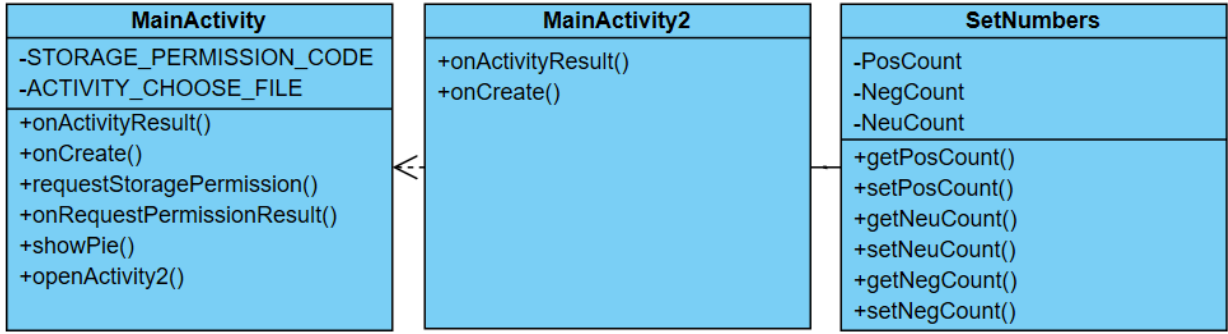 MainActivity
-STORAGE_PERMISSION_CODE
-ACTIVITY_CHOOSE_FILE
+onActivityResult()
+onCreate()
+requestStoragePermission()
+onRequestPermissionResult()
+showPie()
+openActivity2()
MainActivity2
+onActivityResult()
+onCreate()
SetNumbers
-PosCount
-NegCount
-NeuCount
+getPosCount()
+setPosCount()
+getNeuCount()
+setNeuCount()
+getNegCount()
+setNegCount()